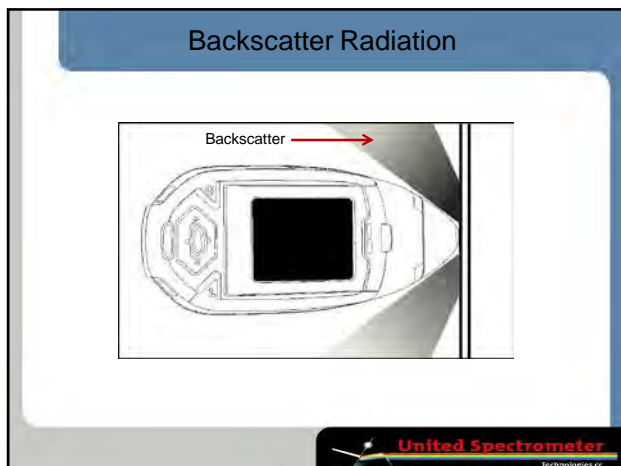 Backscatter Radiation
Backscatter
United Spectrometer
Technologies cc